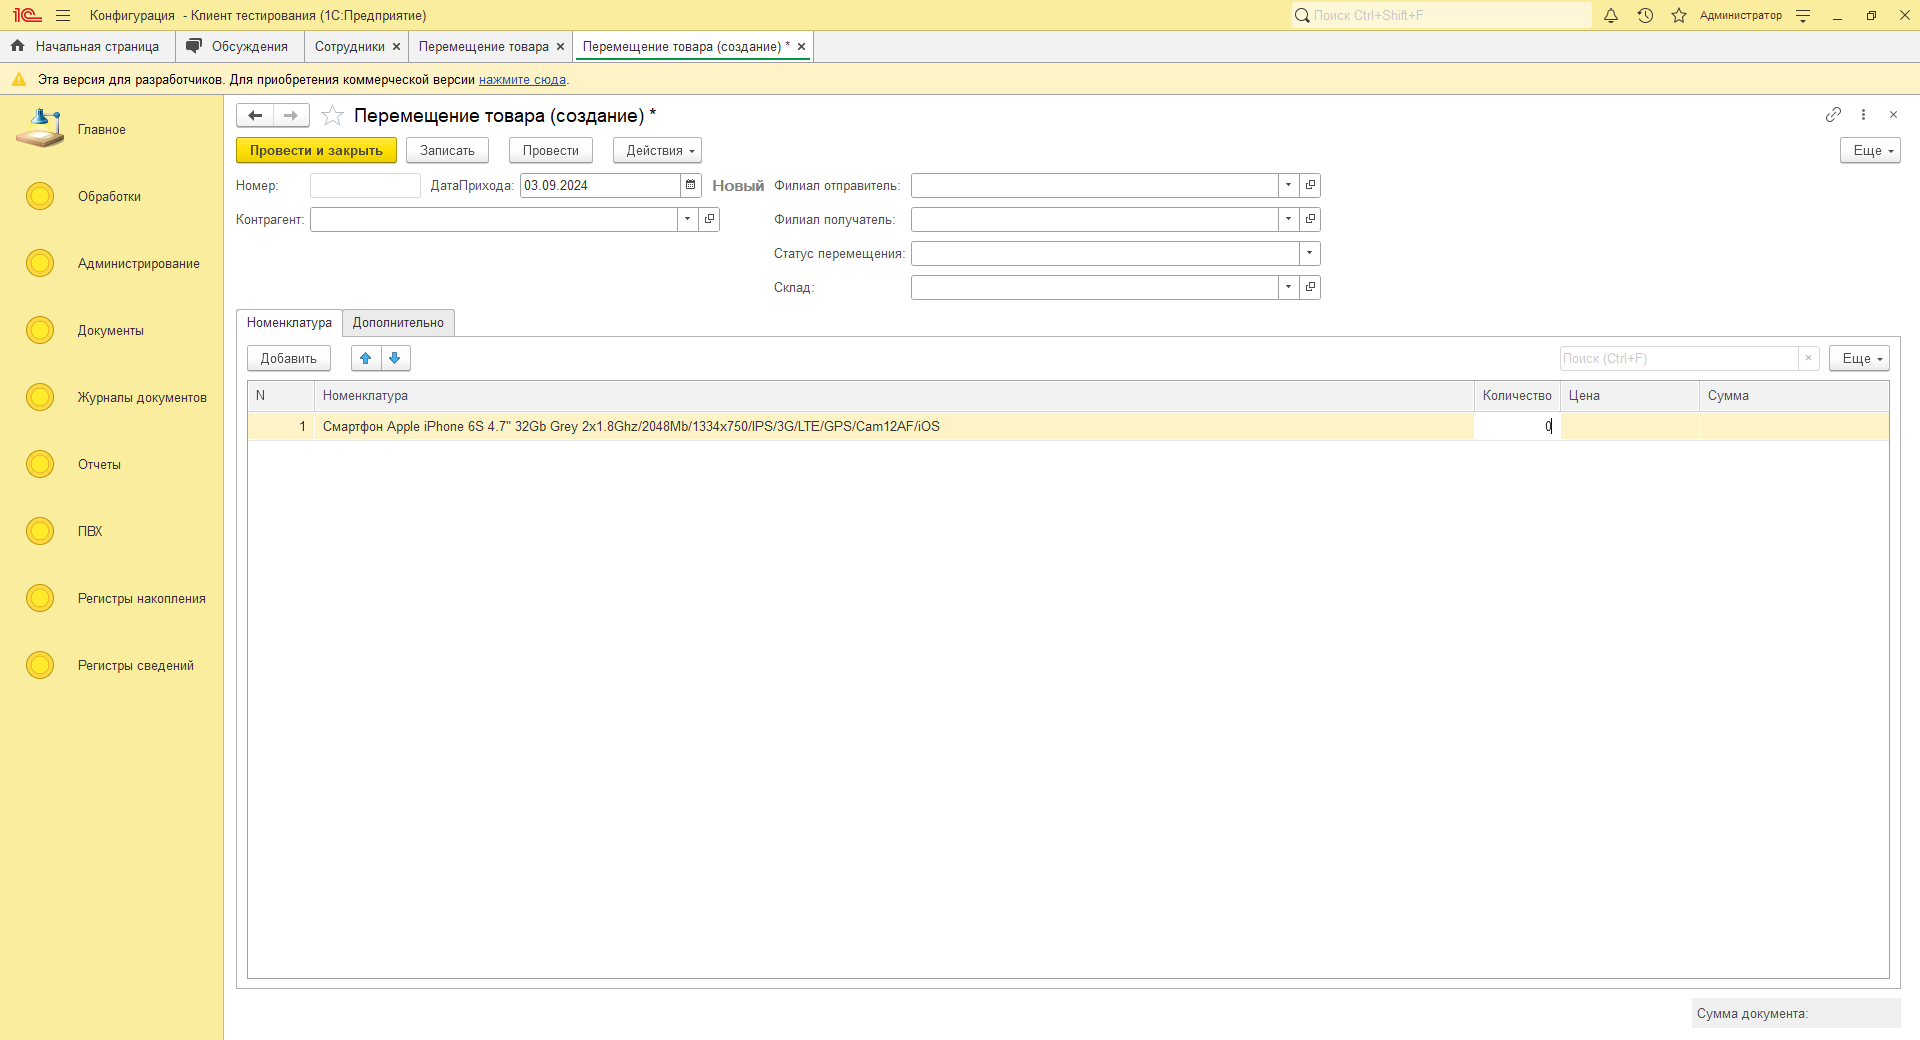 1С Конфигурация - Клиент тестирования (1С:Предприятие) Поиск Ctrl+Shift+F Администратор
Начальная страница Обсуждения Сотрудники × Перемещение товара × Перемещение товара (создание) * ×
Эта версия для разработчиков. Для приобретения коммерческой версии нажмите сюда.
Главное
Обработки
Администрирование
Документы
Журналы документов
Отчеты
ПВХ
Регистры накопления
Регистры сведений
Перемещение товара (создание) *
Провести и закрыть Записать Провести Действия Еще
Номер: ДатаПрихода: 03.09.2024 Новый Филиал отправитель:
Контрагент: Филиал получатель:
Статус перемещения:
Склад:
Номенклатура Дополнительно
Добавить Поиск (Ctrl+F) × Еще
N Номенклатура Количество Цена Сумма
1 Смартфон Apple iPhone 6S 4.7" 32Gb Grey 2x1.8Ghz/2048Mb/1334x750/IPS/3G/LTE/GPS/Cam12AF/iOS 0
Сумма документа: